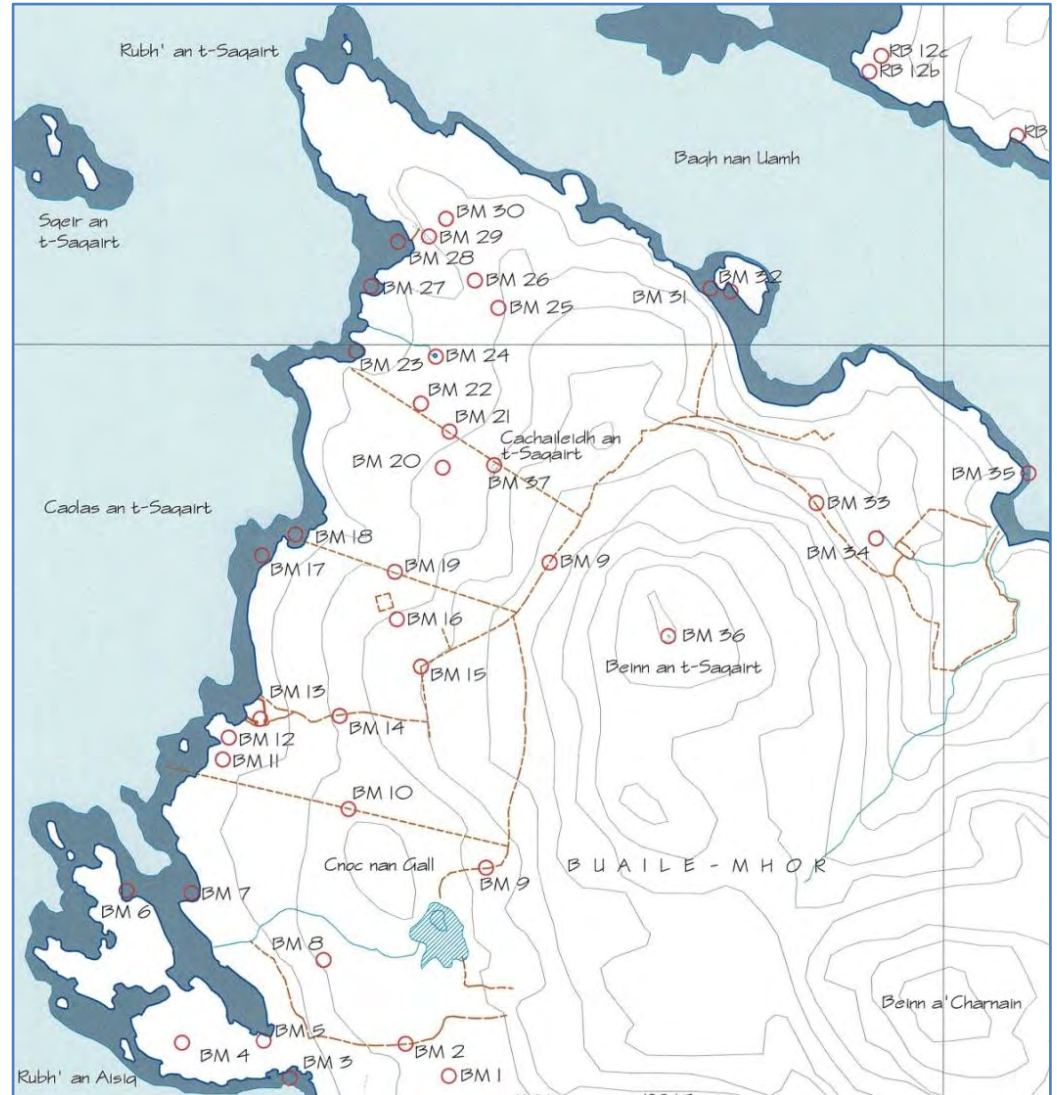 Rubh' an t-Sagairt
RB 12c
RB 12b
RB
Bagh nan Uamh
Sgeir an
t-Sagairt
BM 30
BM 29
BM 28
BM 26
BM 27
BM 25
BM 31
BM 32
BM 23
BM 24
BM 22
BM 21
Cachaileidh an
t-Sagairt
BM 20
BM 37
BM 35
Caolas an t-Sagairt
BM 33
BM 18
BM 34
BM 17
BM 19
BM 9
BM 16
BM 36
Beinn an t-Sagairt
BM 15
BM 13
BM 14
BM 12
BM 11
BM 10
Cnoc nan Gall
BUAILE-MHOR
BM 9
BM 6
BM 7
BM 8
Beinn a'Charnain
BM 5
BM 4
BM 2
BM 3
BM 1
Rubh' an Aisig